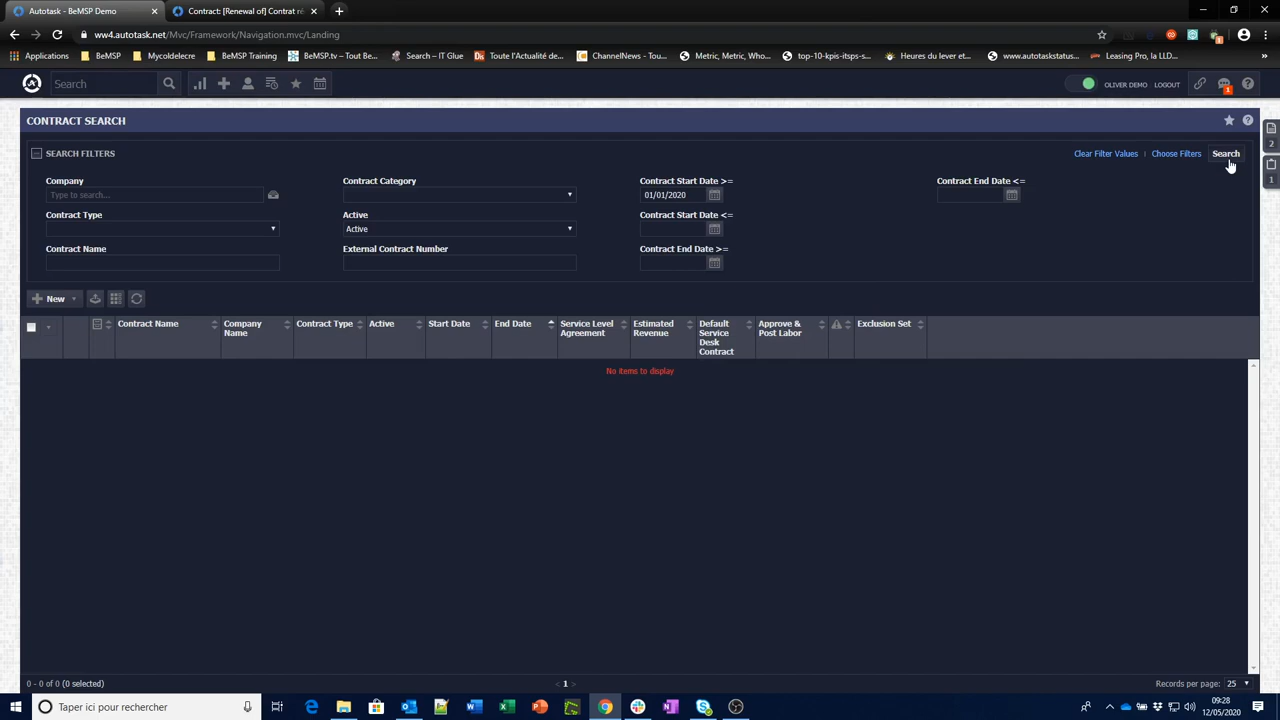 Autotask - BeMSP Demo
Contract: [Renewal of] Contrat ré
ww4.autotask.net/Mvc/Framework/Navigation.mvc/Landing
Applications
BeMSP
Mycoldelcre
BeMSP Training
BeMSP.tv – Tout Be...
Search – IT Glue
Toute l'Actualité de...
ChannelNews - Tou...
Metric, Metric, Who...
top-10-kpis-itsps-s...
Heures du lever et...
www.autotaskstatus...
Leasing Pro, la LLD...
Search
OLIVER DEMO
LOGOUT
1
CONTRACT SEARCH
SEARCH FILTERS
Clear Filter Values
Choose Filters
Search
2
1
Company
Contract Category
Contract Start Date >=
Contract End Date <=
Type to search...
01/01/2020
Contract Type
Active
Contract Start Date <=
Active
Contract Name
External Contract Number
Contract End Date >=
New
Contract Name
Company Name
Contract Type
Active
Start Date
End Date
Service Level Agreement
Estimated Revenue
Default Service Desk Contract
Approve & Post Labor
Exclusion Set
No items to display
0 - 0 of 0 (0 selected)
< 1 >
Records per page: 25
Taper ici pour rechercher
09:28
12/05/2020